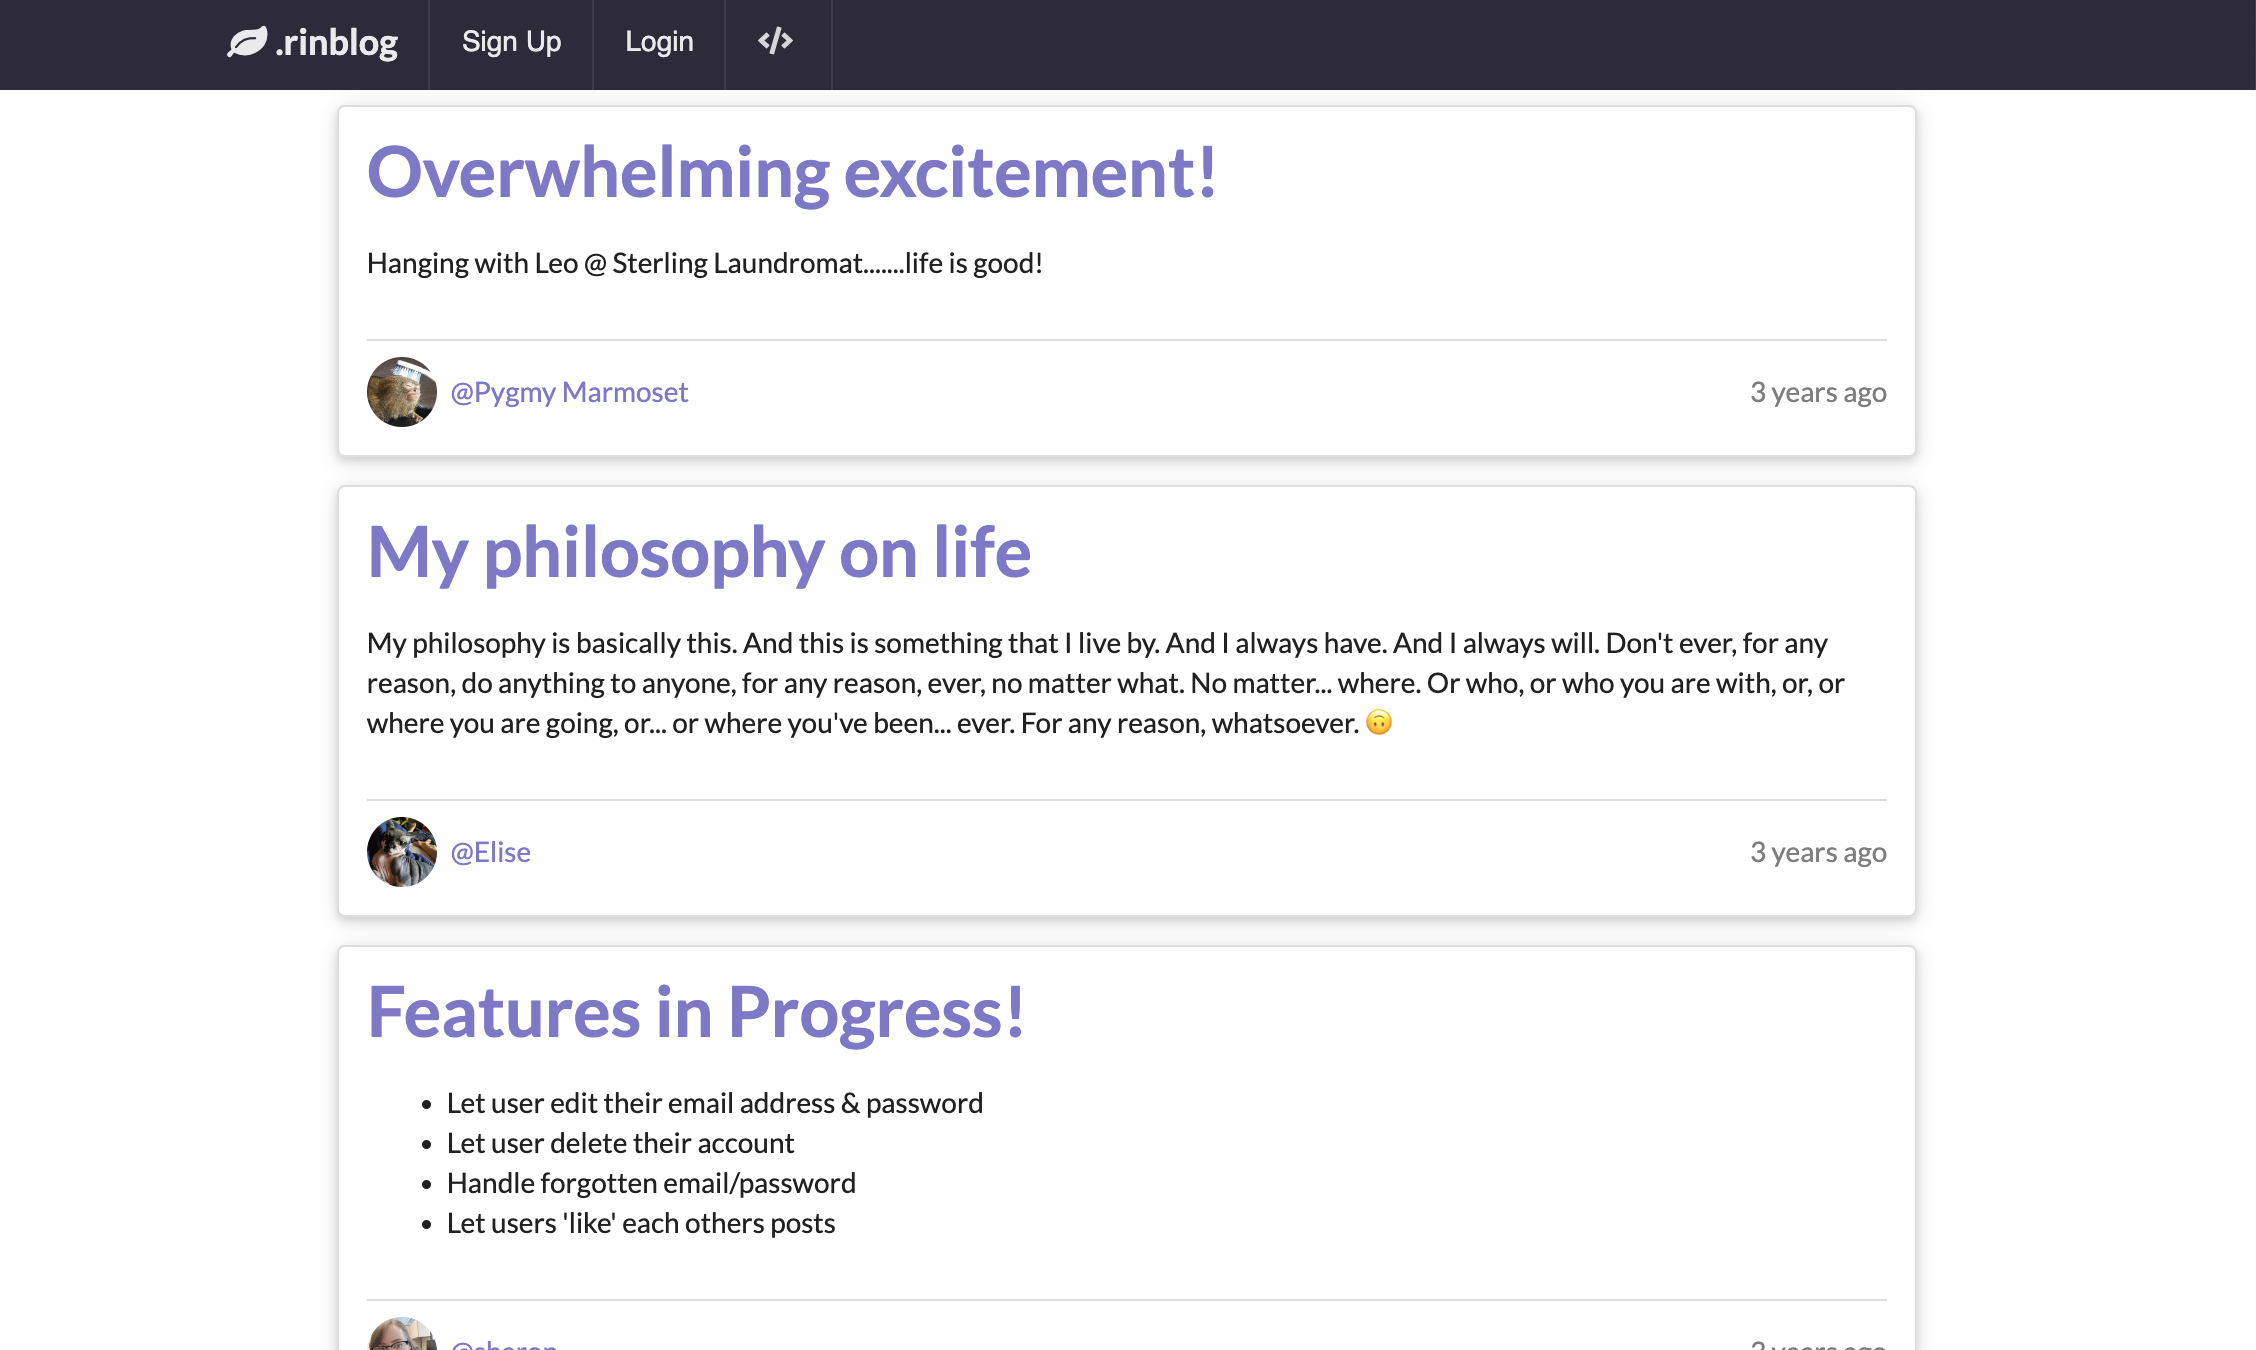 .rinblog Sign Up Login </>
Overwhelming excitement!
Hanging with Leo @ Sterling Laundromat.......life is good!
@Pygmy Marmoset 3 years ago
My philosophy on life
My philosophy is basically this. And this is something that I live by. And I always have. And I always will. Don't ever, for any
reason, do anything to anyone, for any reason, ever, no matter what. No matter... where. Or who, or who you are with, or, or
where you are going, or... or where you've been... ever. For any reason, whatsoever. 🙃
@Elise 3 years ago
Features in Progress!
• Let user edit their email address & password
• Let user delete their account
• Handle forgotten email/password
• Let users 'like' each others posts
@sharon 3 years ago